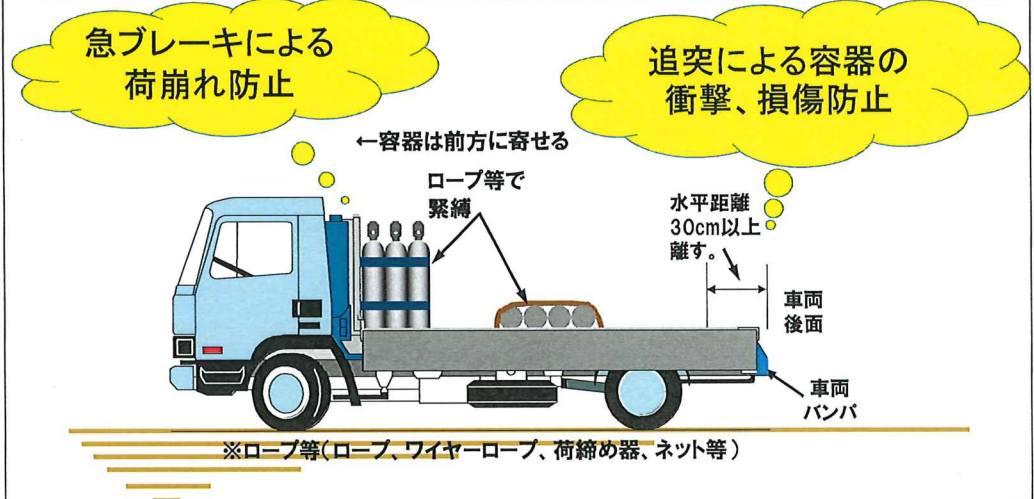 急ブレーキによる
荷崩れ防止
追突による容器の
衝撃、損傷防止
←容器は前方に寄せる
ロープ等で
緊縛
水平距離
30cm以上
離す。
車両
後面
車両
バンパ
※ロープ等(ロープ、ワイヤーロープ、荷締め器、ネット等)